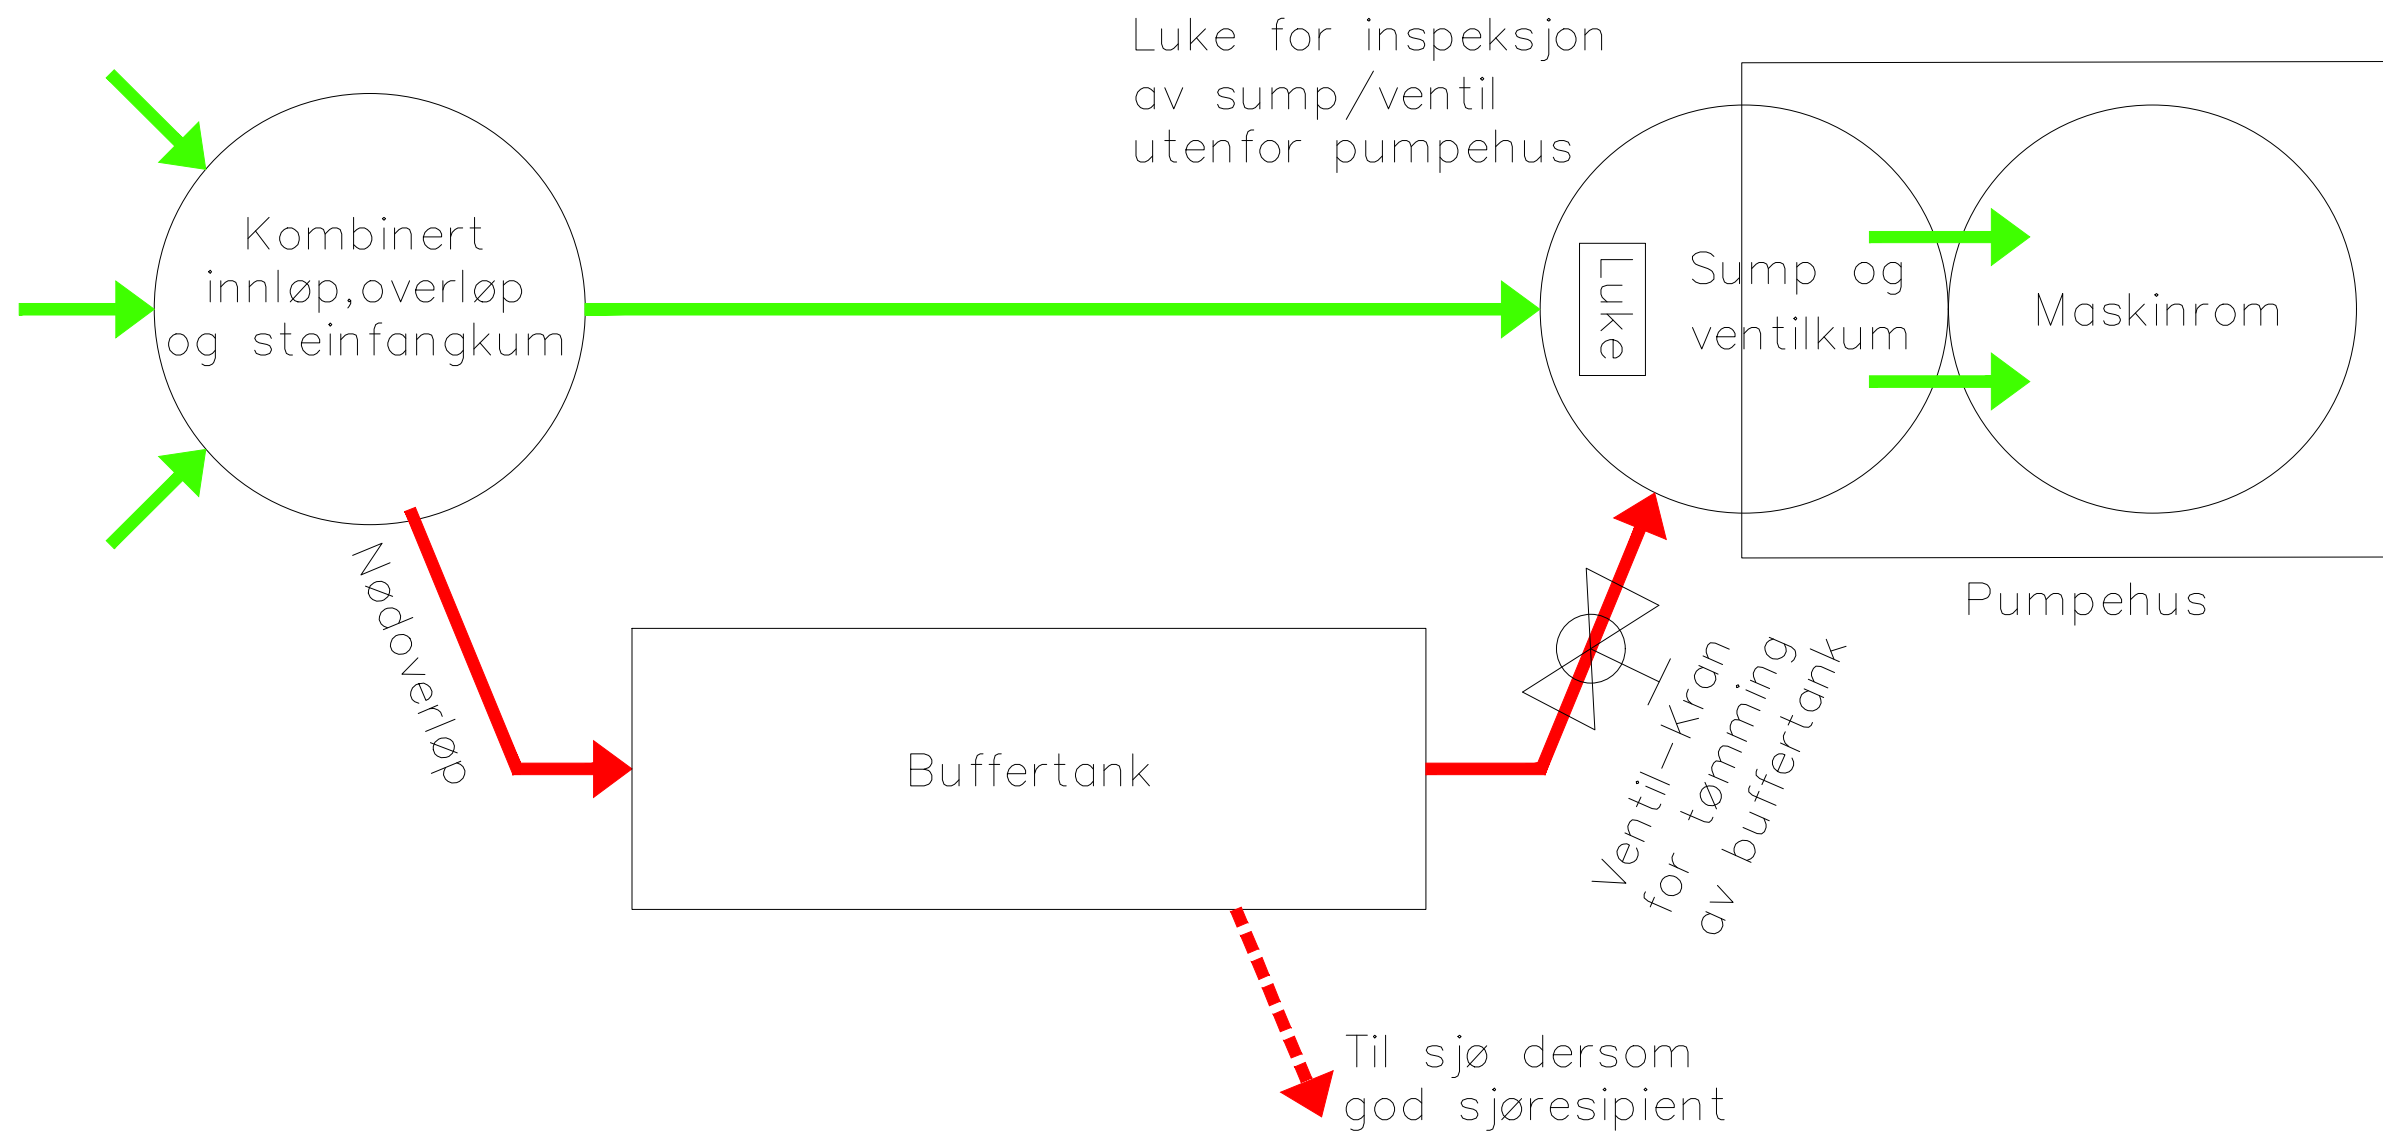 Luke for inspeksjon
av sump/ventil
utenfor pumpehus
Kombinert
innløp,overløp
og steinfangkum
Luke
Sump og
ventilkum
Maskinrom
Pumpehus
Nødoverløp
Buffertank
Ventil-Kran
for tømming
av buffertank
Til sjø dersom
god sjøresipient